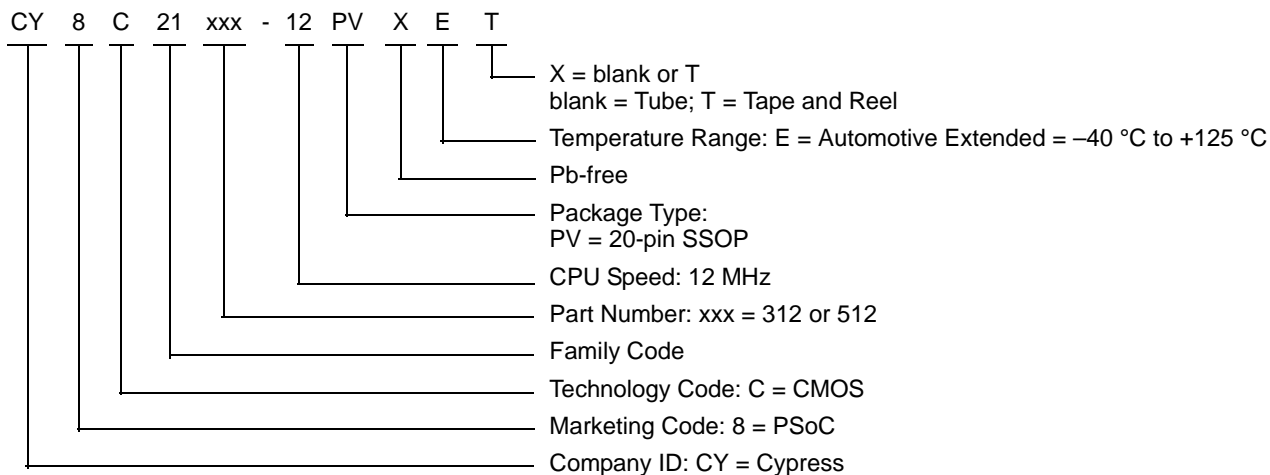 CY 8 C 21 xxx - 12 PV X E T
X = blank or T
blank = Tube; T = Tape and Reel
Temperature Range: E = Automotive Extended = –40 °C to +125 °C
Pb-free
Package Type:
PV = 20-pin SSOP
CPU Speed: 12 MHz
Part Number: xxx = 312 or 512
Family Code
Technology Code: C = CMOS
Marketing Code: 8 = PSoC
Company ID: CY = Cypress